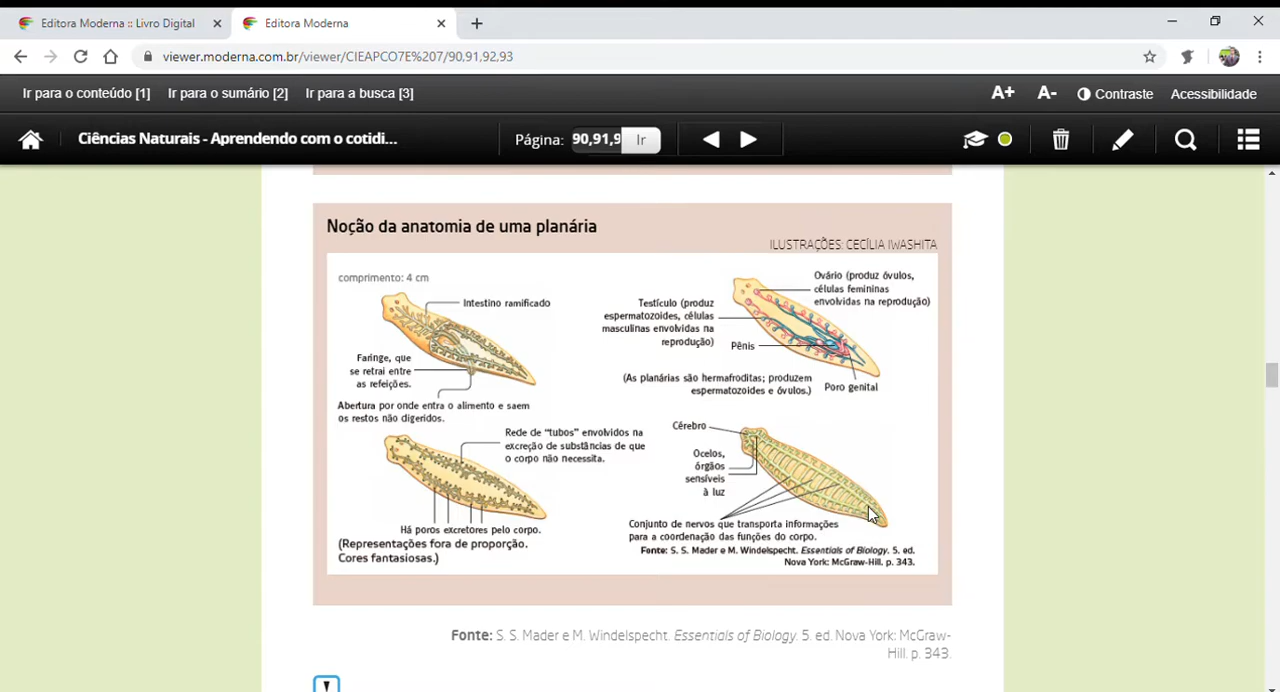 Editora Moderna :: Livro Digital
Editora Moderna
viewer.moderna.com.br/viewer/CIEAPCO7E%207/90,91,92,93
Ir para o conteúdo [1]
Ir para o sumário [2]
Ir para a busca [3]
A+
A-
Contraste
Acessibilidade
Ciências Naturais - Aprendendo com o cotidi...
Página:
90,91,9
Ir
Noção da anatomia de uma planária
ILUSTRAÇÕES: CECÍLIA IWASHITA
comprimento: 4 cm
Intestino ramificado
Faringe, que
se retrai entre
as refeições.
Abertura por onde entra o alimento e saem
os restos não digeridos.
Ovário (produz óvulos,
células femininas
envolvidas na reprodução)
Testículo (produz
espermatozoides, células
masculinas envolvidas na
reprodução)
Pênis
Poro genital
(As planárias são hermafroditas; produzem
espermatozoides e óvulos.)
Rede de "tubos" envolvidos na
excreção de substâncias de que
o corpo não necessita.
Há poros excretores pelo corpo.
(Representações fora de proporção.
Cores fantasiosas.)
Cérebro
Ocelos,
órgãos
sensíveis
à luz
Conjunto de nervos que transporta informações
para a coordenação das funções do corpo.
Fonte: S. S. Mader e M. Windelspecht. Essentials of Biology. 5. ed.
Nova York: McGraw-Hill, p. 343.
Fonte: S. S. Mader e M. Windelspecht. Essentials of Biology. 5. ed. Nova York: McGraw-
Hill. p. 343.